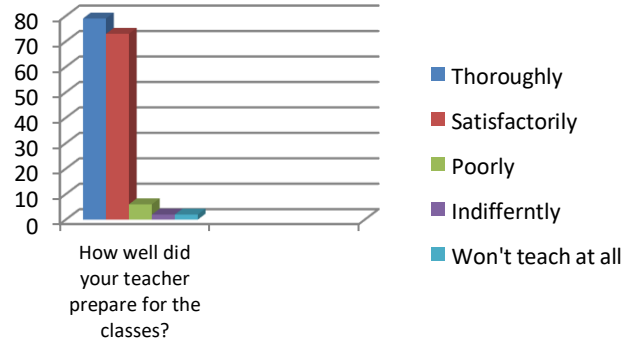 80
70
60
50
40
30
20
10
0
How well did
your teacher
prepare for the
classes?
Thoroughly
Satisfactorily
Poorly
Indifferntly
Won't teach at all